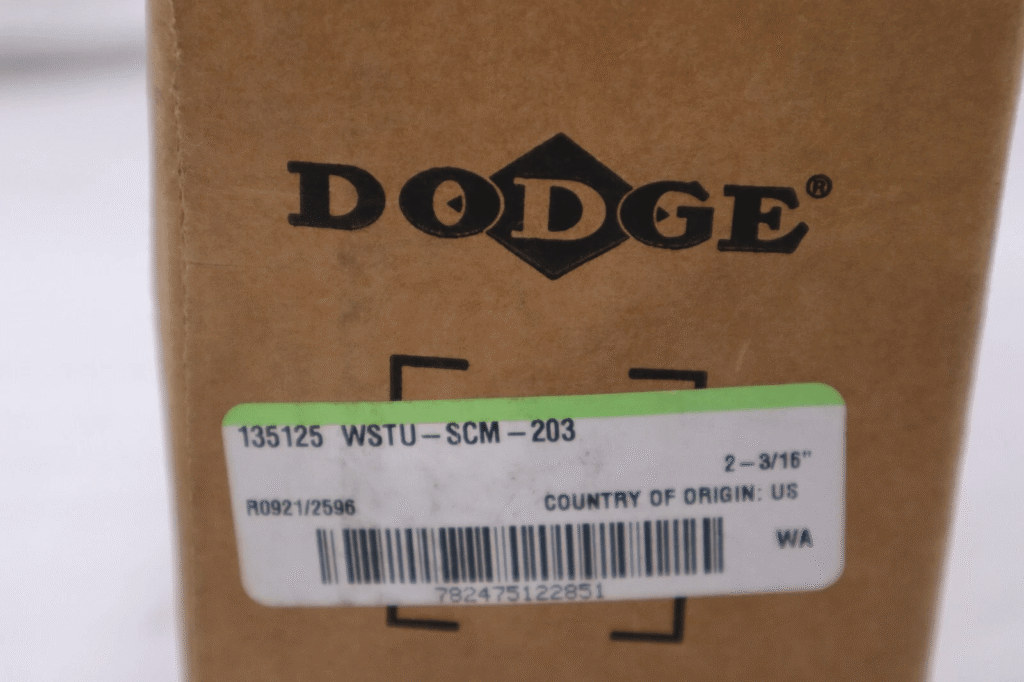 DODGE®
135125 WSTU-SCM-203
2-3/16"
R0921/2596
COUNTRY OF ORIGIN: US
WA
782475122851